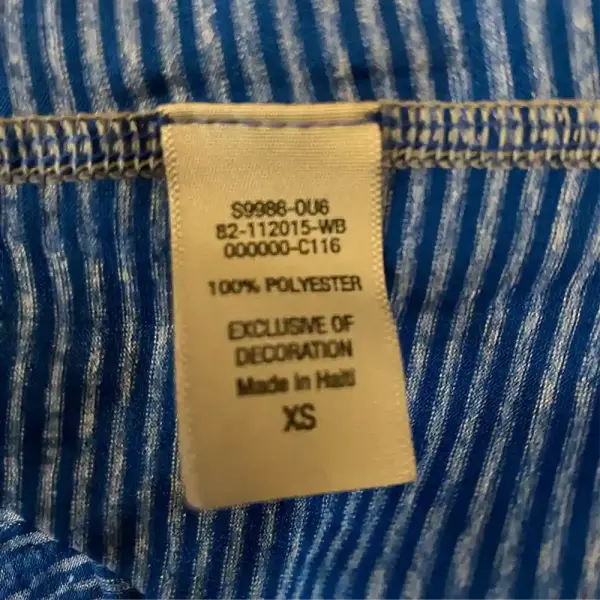 S9986-0U6
82-112015-WB
000000-C116
100% POLYESTER
EXCLUSIVE OF
DECORATION
Made in Haiti
XS